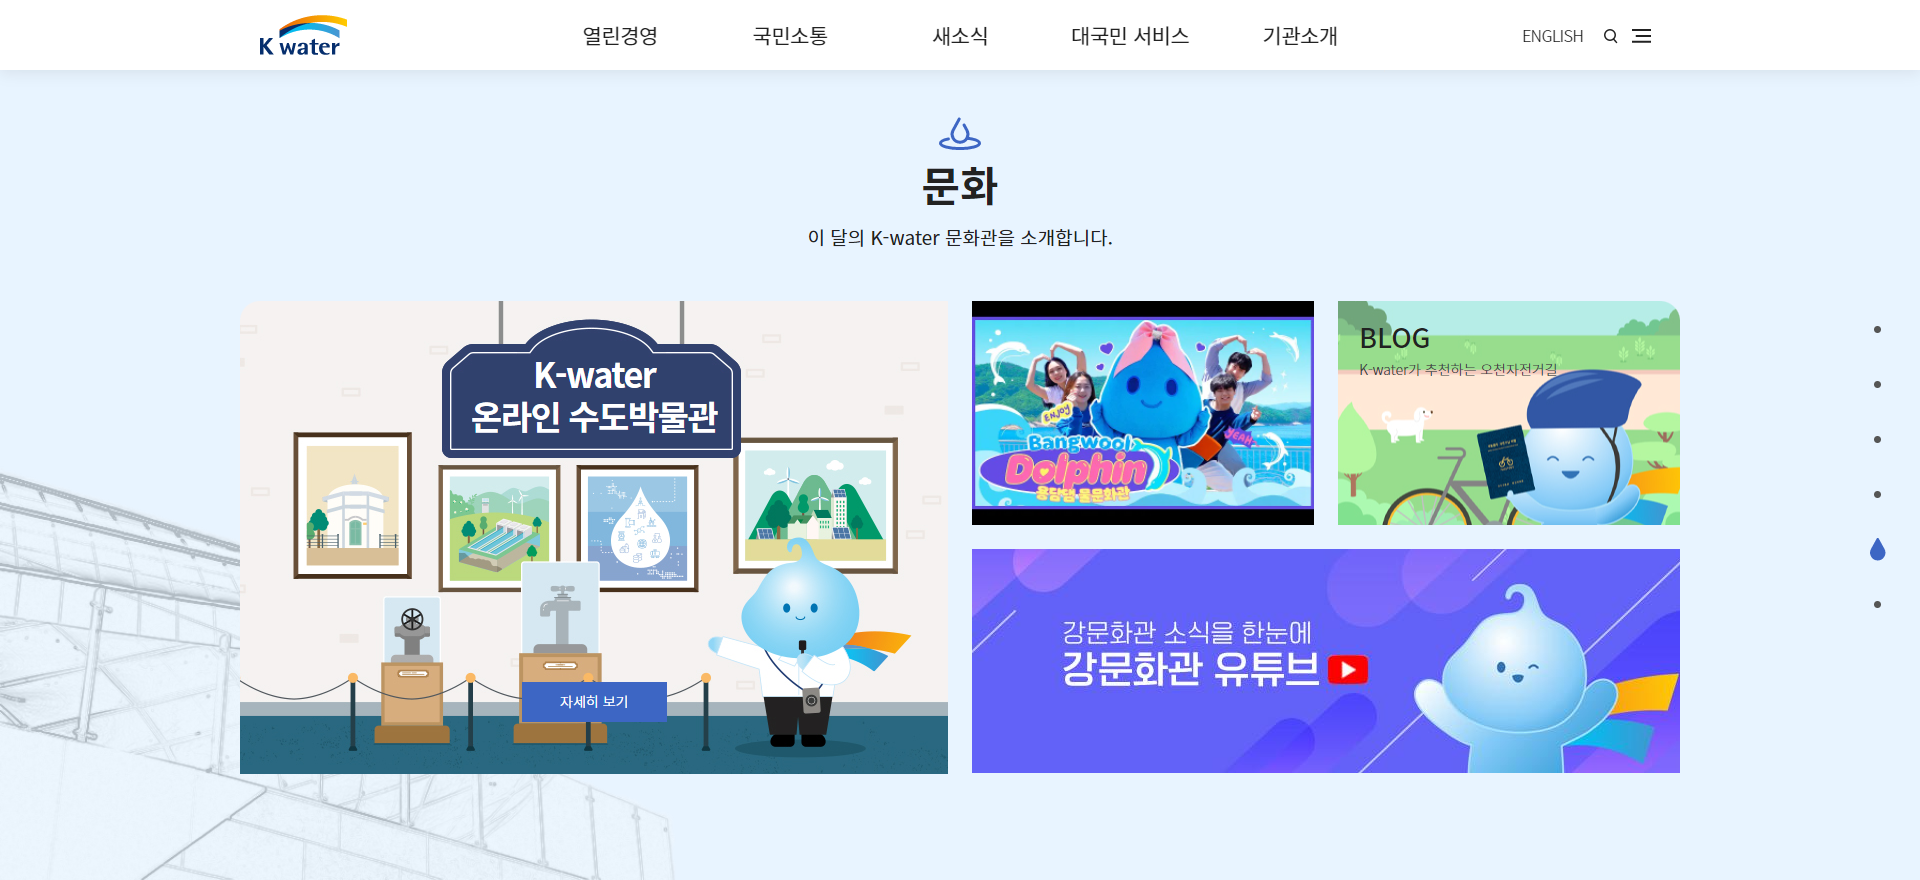 K water
열린경영
국민소통
새소식
대국민 서비스
기관소개
ENGLISH
문화
이 달의 K-water 문화관을 소개합니다.
K-water
온라인 수도박물관
자세히 보기
ENJOY
YEAH~
Bangwool
Dolphin
용담댐 물문화관
BLOG
K-water가 추천하는 오천자전거길
강문화관 소식을 한눈에
강문화관 유튜브